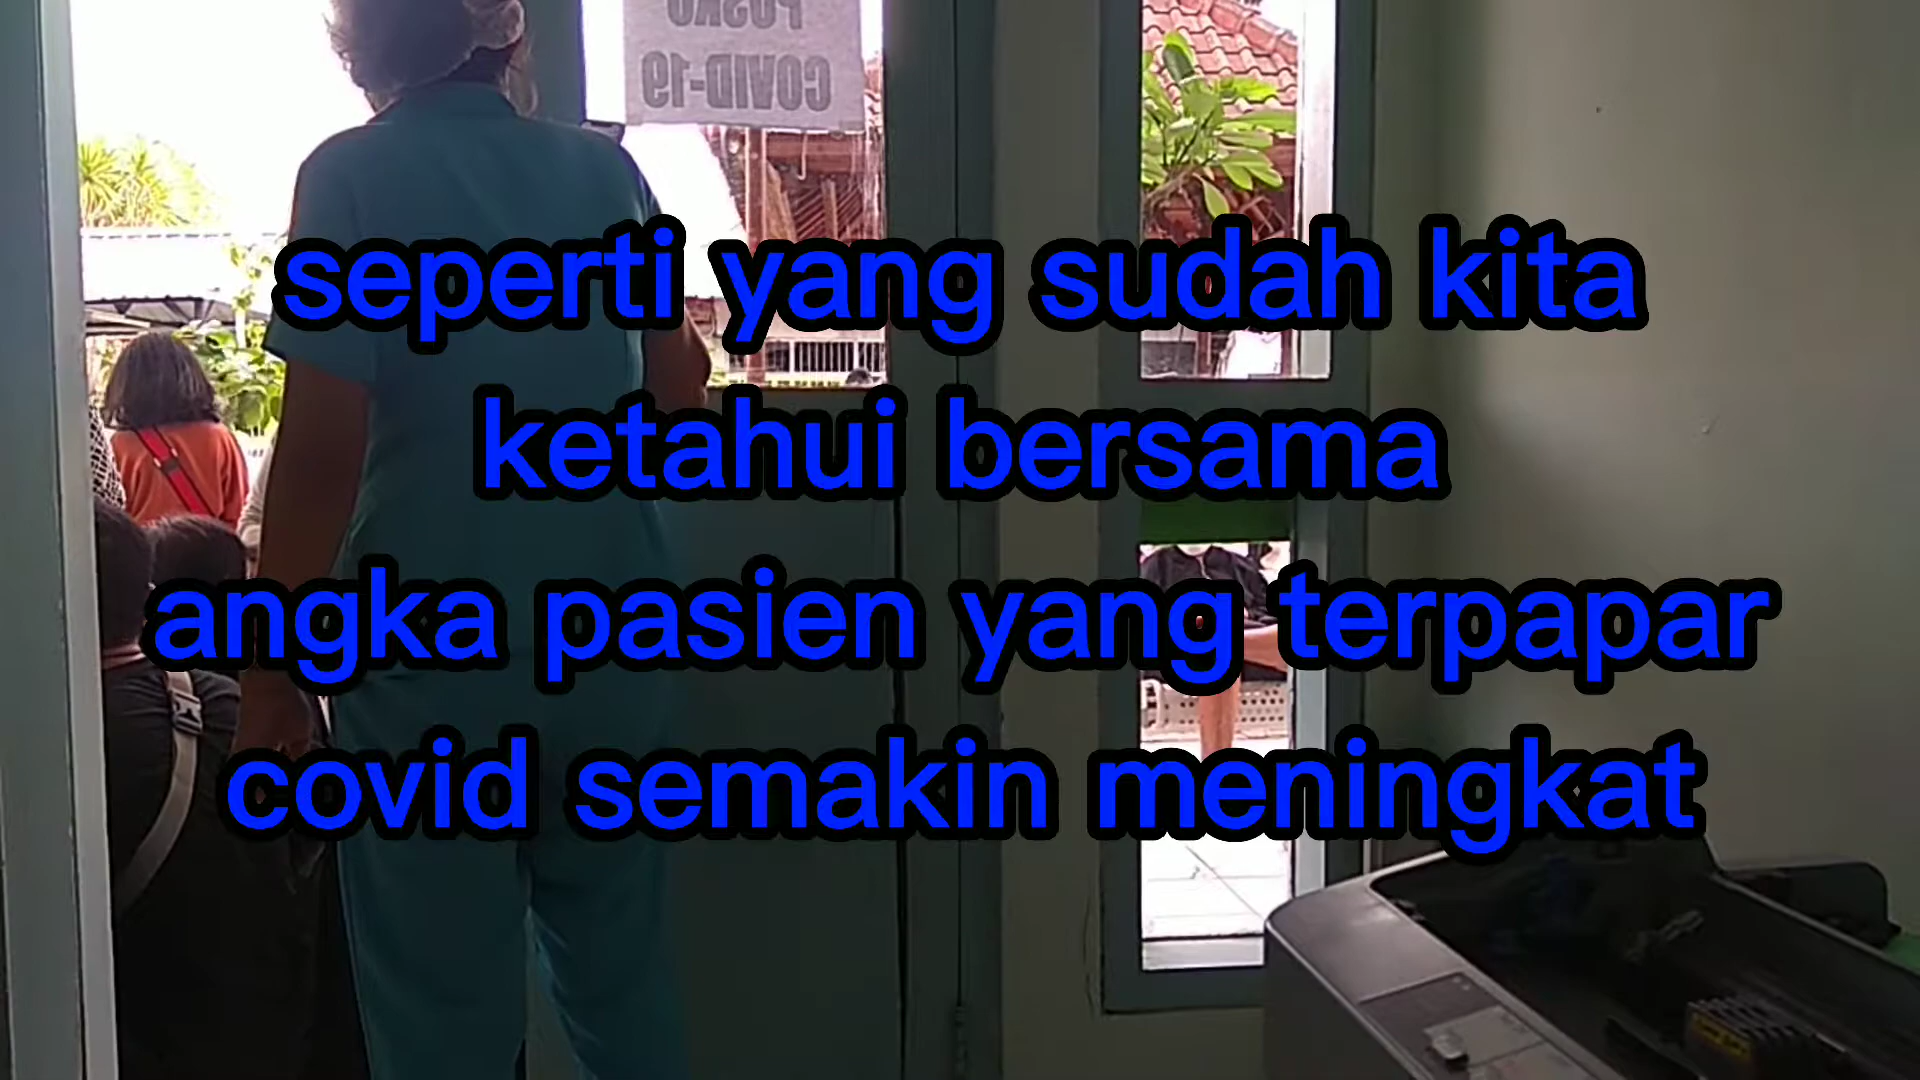 POSKO
COVID-19
seperti yang sudah kita
ketahui bersama
angka pasien yang terpapar
covid semakin meningkat